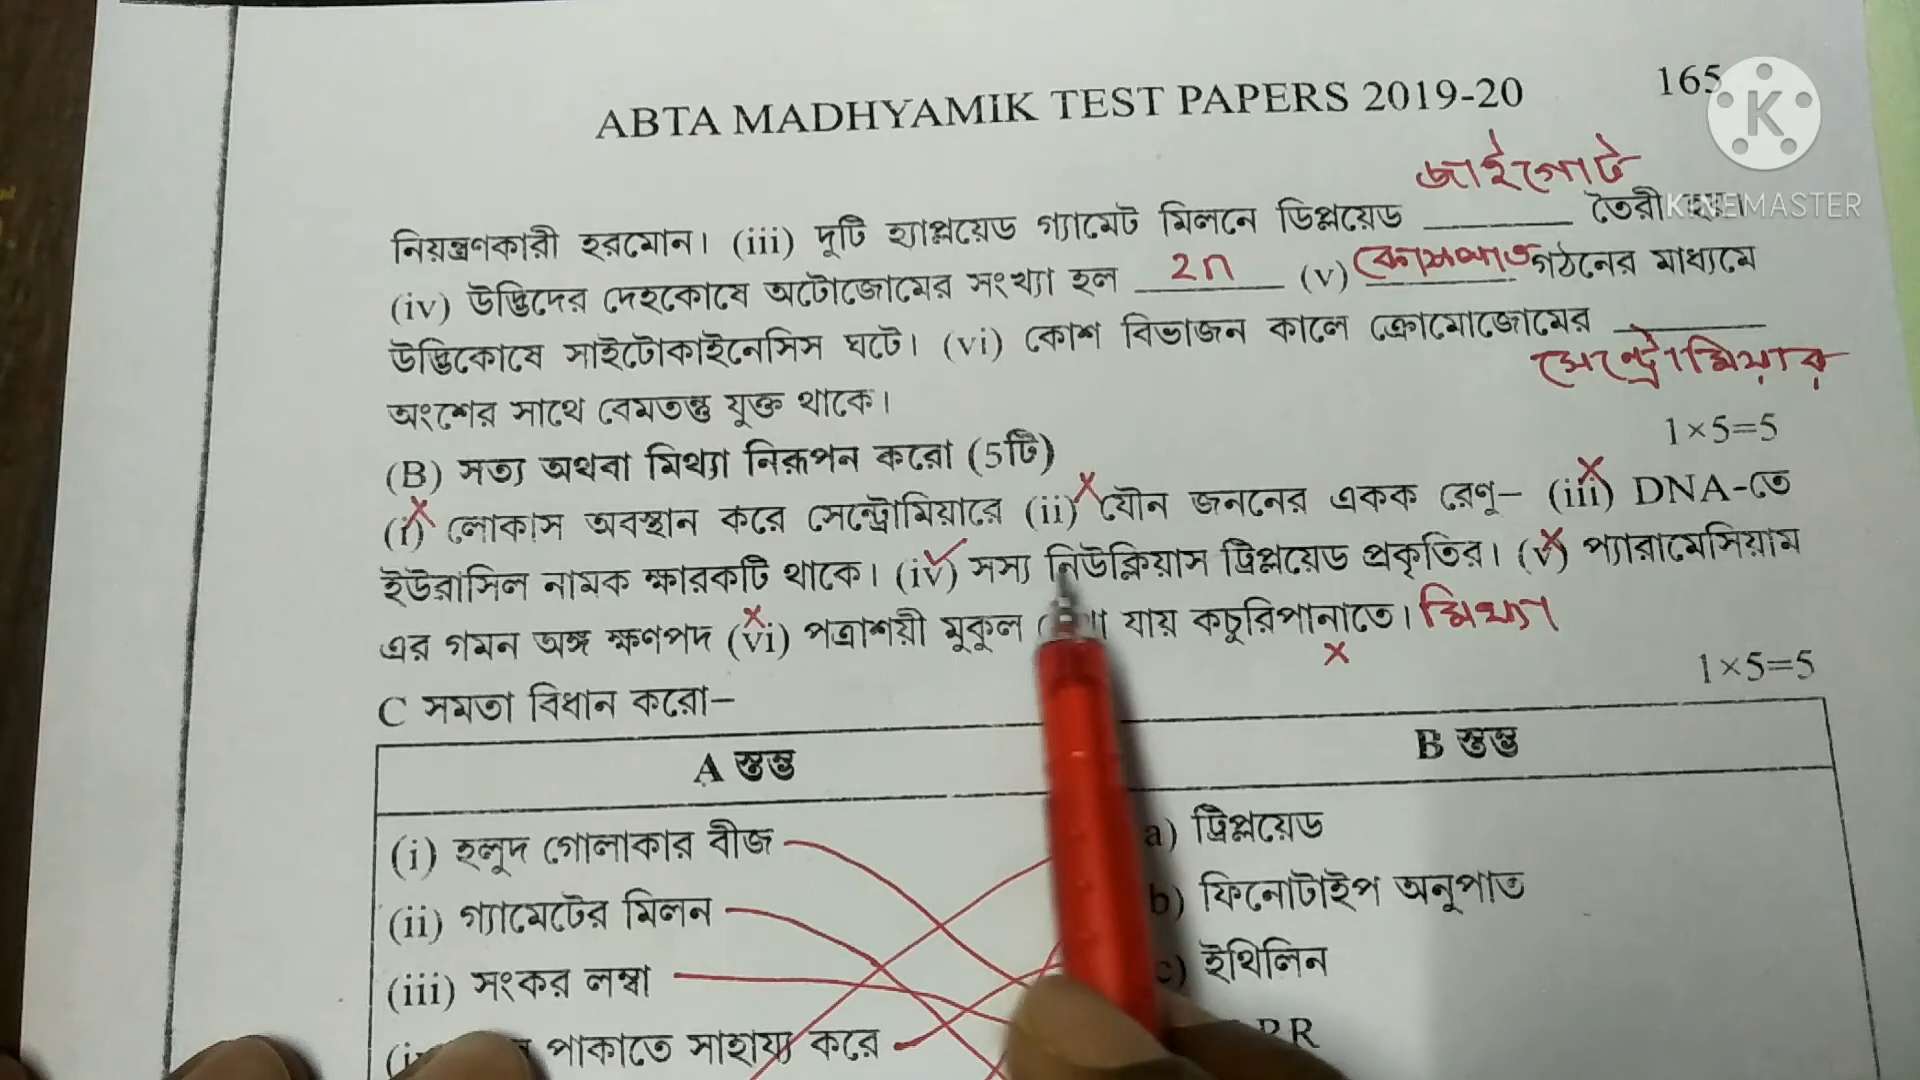 ABTA MADHYAMIK TEST PAPERS 2019-20 165
K
KINEMASTER
জাইগোট
নিয়ন্ত্রণকারী হরমোন। (iii) দুটি হ্যাপ্লয়েড গ্যামেট মিলনে ডিপ্লয়েড ________ তৈরী হয়।
(iv) উদ্ভিদের দেহকোষে অটোজোমের সংখ্যা হল 2n (v) কোষপাত গঠনের মাধ্যমে
উদ্ভিকোষে সাইটোকাইনেসিস ঘটে। (vi) কোশ বিভাজন কালে ক্রোমোজোমের ________
সেন্ট্রোমিয়ার
অংশের সাথে বেমতন্তু যুক্ত থাকে।
1×5=5
(B) সত্য অথবা মিথ্যা নিরূপন করো (5টি)
(i) লোকাস অবস্থান করে সেন্ট্রোমিয়ারে (ii) যৌন জননের একক রেণু– (iii) DNA-তে
ইউরাসিল নামক ক্ষারকটি থাকে। (iv) সস্য নিউক্লিয়াস ট্রিপ্লয়েড প্রকৃতির। (v) প্যারামেসিয়াম
এর গমন অঙ্গ ক্ষণপদ (vi) পত্রাশয়ী মুকুল যায় কচুরিপানাতে। মিথ্যা
1×5=5
C সমতা বিধান করো–
A স্তম্ভ B স্তম্ভ
(i) হলুদ গোলাকার বীজ a) ট্রিপ্লয়েড
(ii) গ্যামেটের মিলন b) ফিনোটাইপ অনুপাত
(iii) সংকর লম্বা c) ইথিলিন
পাকাতে সাহায্য করে RR